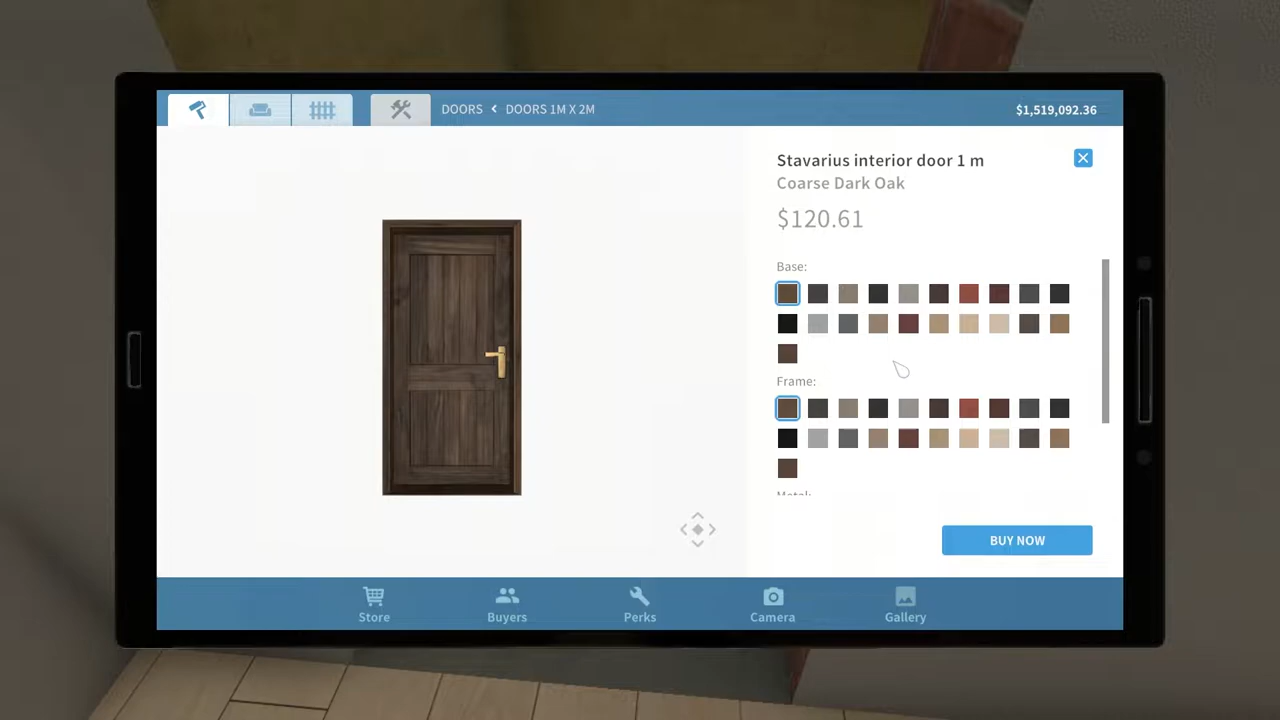 DOORS
DOORS 1M X 2M
$1,519,092.36
Stavarius interior door 1 m
Coarse Dark Oak
$120.61
Base:
Frame:
Metal:
BUY NOW
Store
Buyers
Perks
Camera
Gallery